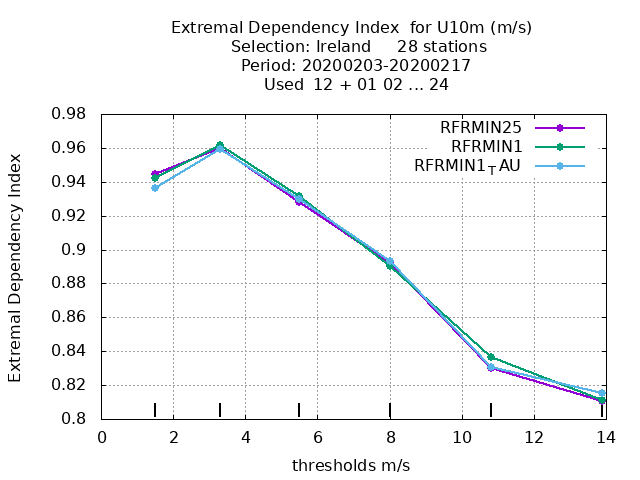 Extremal Dependency Index  for U10m (m/s)
Selection: Ireland     28 stations
Period: 20200203-20200217
Used  12 + 01 02 ... 24
RFRMIN25
RFRMIN1
RFRMIN1TAU
Extremal Dependency Index
0.98
0.96
0.94
0.92
0.9
0.88
0.86
0.84
0.82
0.8
0 2 4 6 8 10 12 14
thresholds m/s